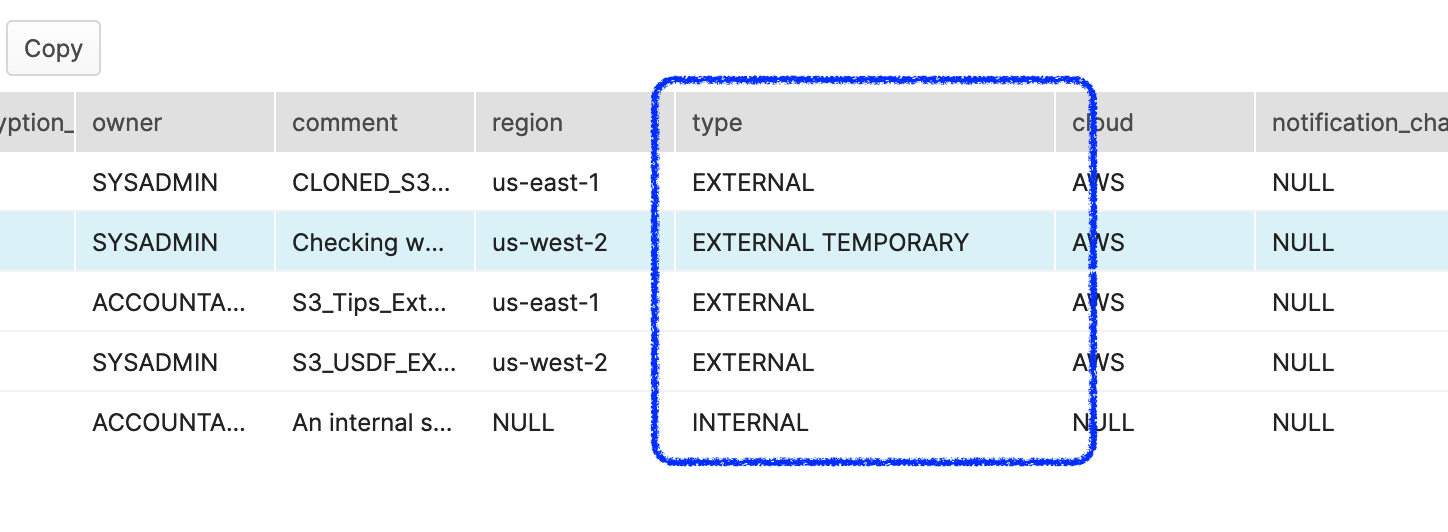 Copy
yption_ owner comment region type cloud notification_cha
SYSADMIN CLONED_S3... us-east-1 EXTERNAL AWS NULL
SYSADMIN Checking w... us-west-2 EXTERNAL TEMPORARY AWS NULL
ACCOUNTA... S3_Tips_Ext... us-east-1 EXTERNAL AWS NULL
SYSADMIN S3_USDF_EX... us-west-2 EXTERNAL AWS NULL
ACCOUNTA... An internal s... NULL INTERNAL NULL NULL